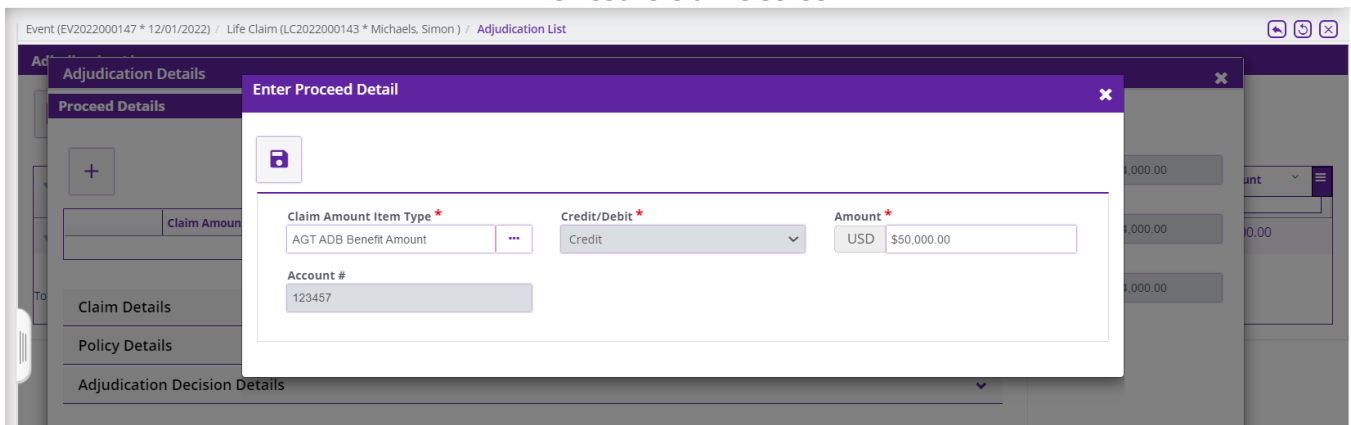 Event (EV2022000147 * 12/01/2022) / Life Claim (LC2022000143 * Michaels, Simon ) / Adjudication List
Adjudication Details
Proceed Details
Enter Proceed Detail
Claim Amoun
Claim Amount Item Type *
Credit/Debit *
Amount *
AGT ADB Benefit Amount
Credit
USD $50,000.00
Account #
123457
,000.00
,000.00
,000.00
unt
0.00
To
Claim Details
Policy Details
Adjudication Decision Details